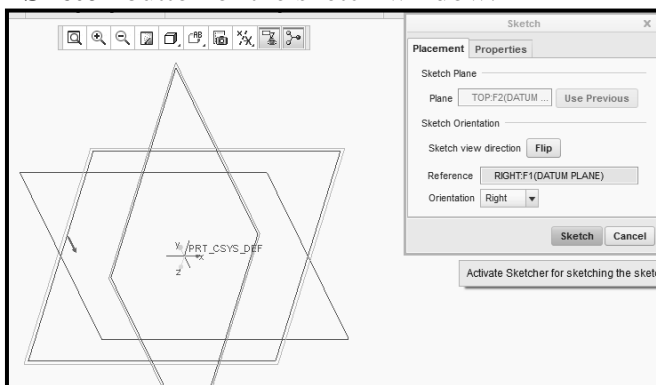 Sketch
X
Placement Properties
Sketch Plane
Plane TOP:F2(DATUM ... Use Previous
Sketch Orientation
Sketch view direction Flip
Reference RIGHT:F1(DATUM PLANE)
Orientation Right
Sketch Cancel
Activate Sketcher for sketching the sket
PRT_CSYS_DEF
y
x
z